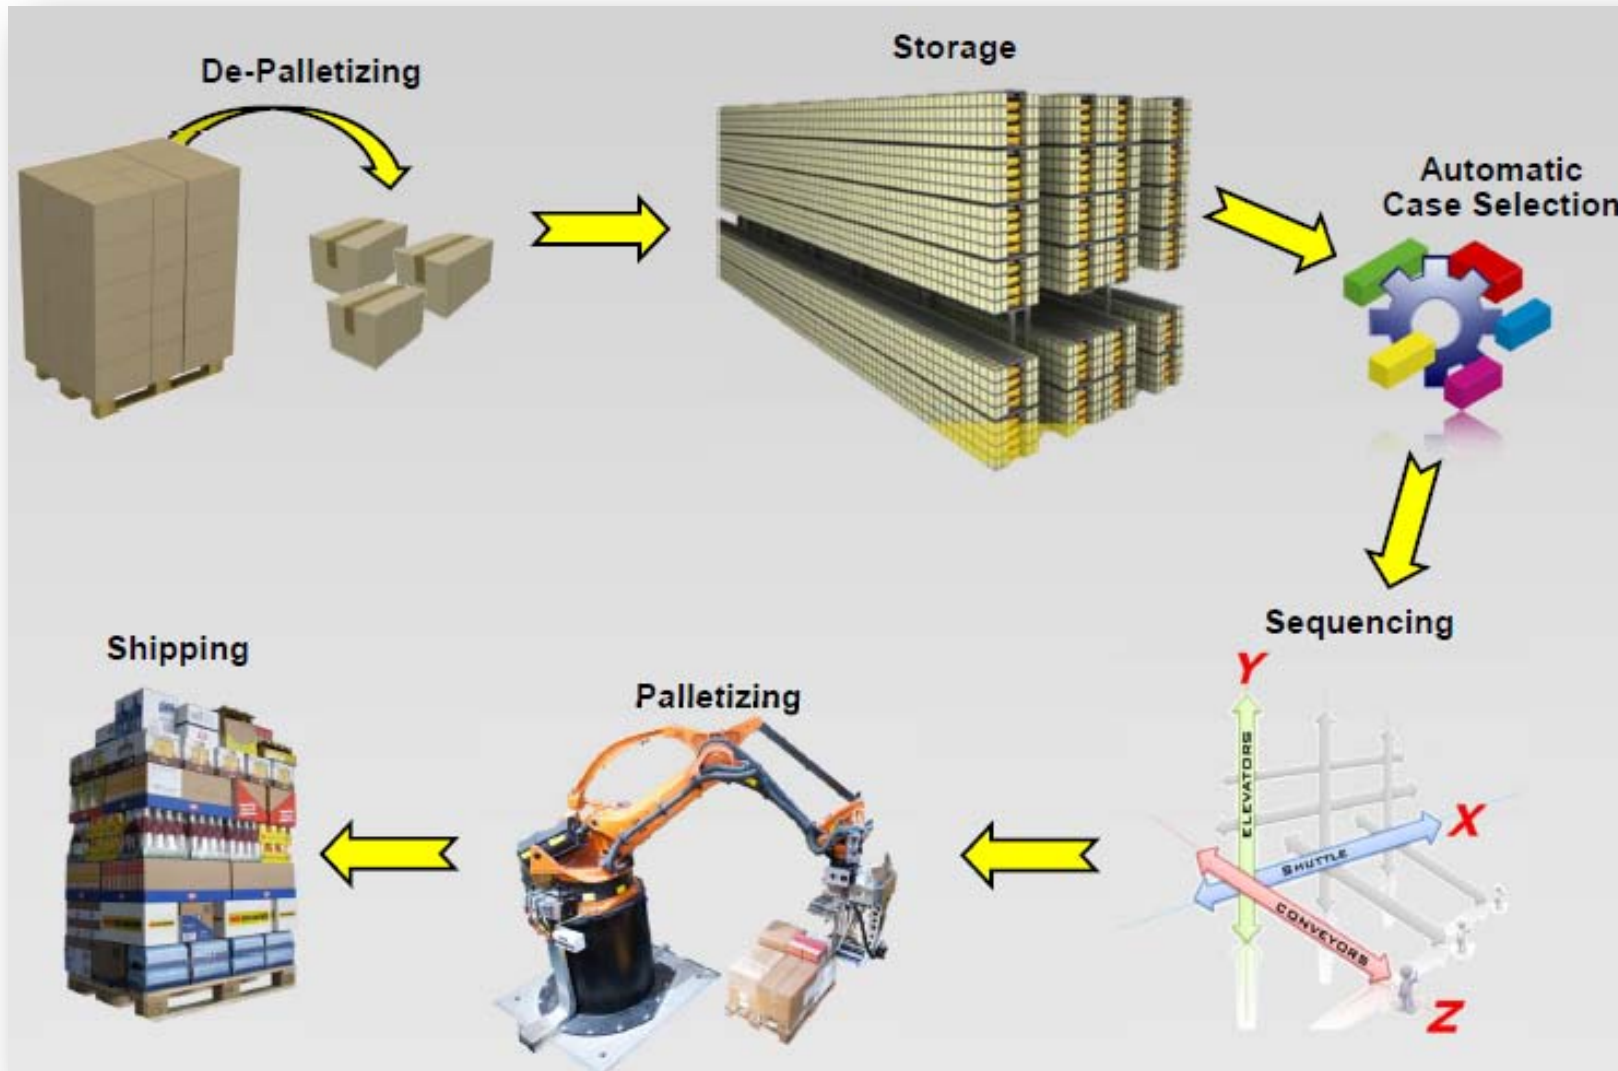 De-Palletizing
Storage
Automatic
Case Selection
Sequencing
Y
ELEVATORS
X
SHUTTLE
CONVEYORS
Z
Palletizing
Shipping